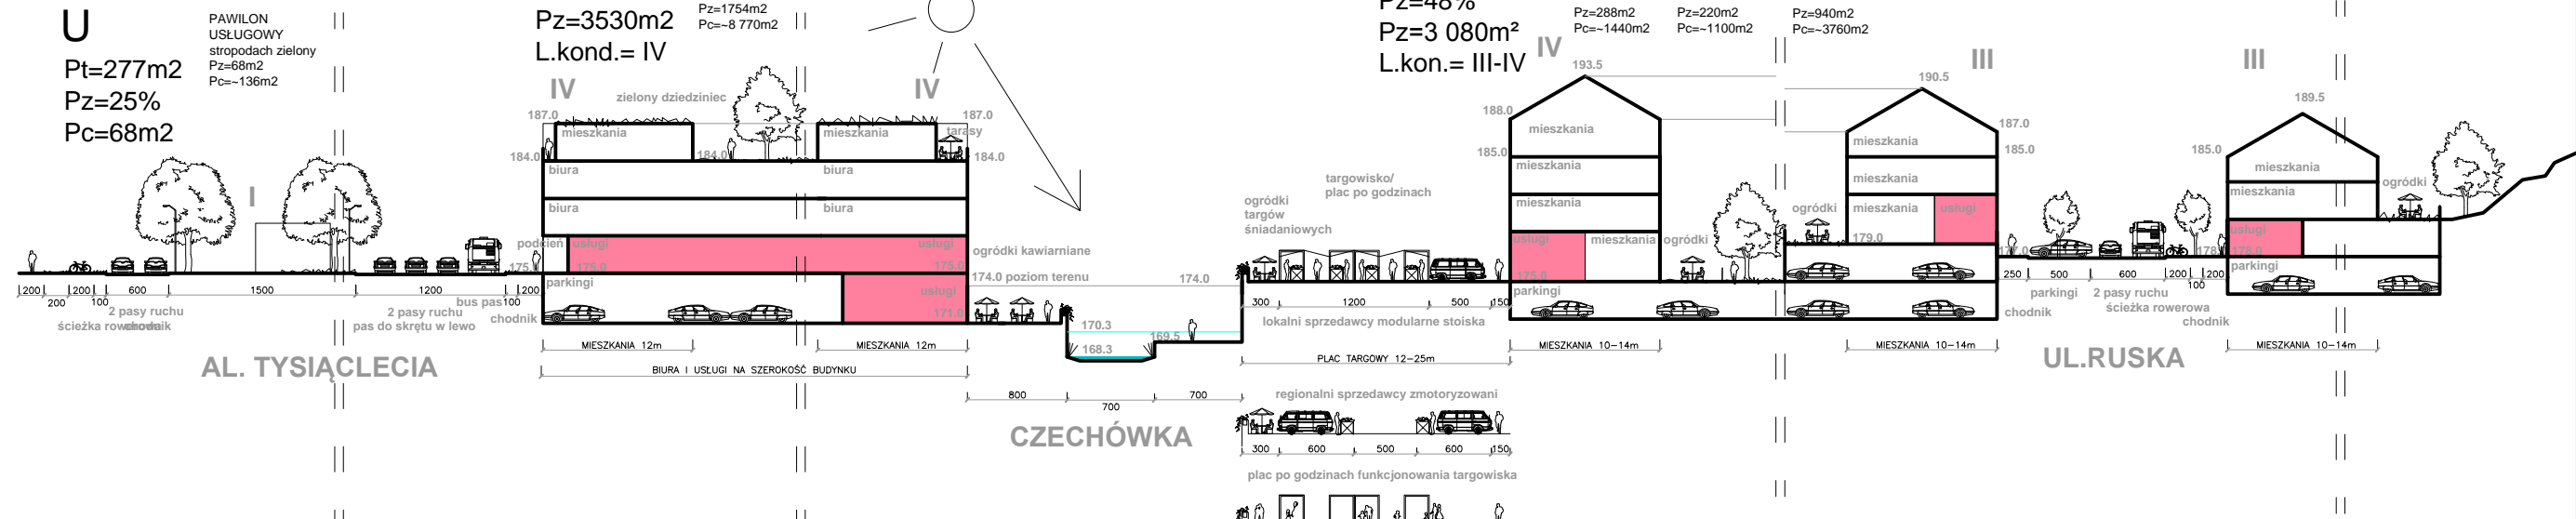 U
Pt=277m2
Pz=25%
Pc=68m2
PAWILON
USŁUGOWY
stropodach zielony
Pz=68m2
Pc=~136m2
Pz=3530m2
L.kond.= IV
Pz=1754m2
Pc=~8 770m2
Pz=48%
Pz=3 080m²
L.kon.= III-IV
Pz=288m2
Pc=~1440m2
Pz=220m2
Pc=~1100m2
Pz=940m2
Pc=~3760m2
I
IV
IV
IV
III
III
zielony dziedziniec
187.0
mieszkania
mieszkania
187.0
tarasy
184.0
184.0
184.0
biura
biura
biura
biura
podcień
usługi
usługi
175.0
175.0
175.0
parkingi
usługi
171.0
ogródki kawiarniane
174.0 poziom terenu
174.0
170.3
169.5
168.3
ogródki
targów
śniadaniowych
targowisko/
plac po godzinach
193.5
188.0
mieszkania
185.0
mieszkania
mieszkania
usługi
mieszkania
175.0
parkingi
ogródki
ogródki
190.5
187.0
mieszkania
185.0
mieszkania
mieszkania
usługi
179.0
189.5
185.0
mieszkania
mieszkania
usługi
178.0
parkingi
ogródki
200
200
200
100
600
1500
1200
100
200
2 pasy ruchu
ścieżka rowerowa
chodnik
2 pasy ruchu
pas do skrętu w lewo
bus pas
chodnik
AL. TYSIĄCLECIA
MIESZKANIA 12m
MIESZKANIA 12m
BIURA I USŁUGI NA SZEROKOŚĆ BUDYNKU
800
700
700
CZECHÓWKA
300
1200
500
150
lokalni sprzedawcy modularne stoiska
PLAC TARGOWY 12-25m
regionalni sprzedawcy zmotoryzowani
300
600
500
600
150
plac po godzinach funkcjonowania targowiska
MIESZKANIA 10-14m
MIESZKANIA 10-14m
MIESZKANIA 10-14m
250
500
600
200
200
100
parkingi
2 pasy ruchu
ścieżka rowerowa
chodnik
chodnik
UL.RUSKA